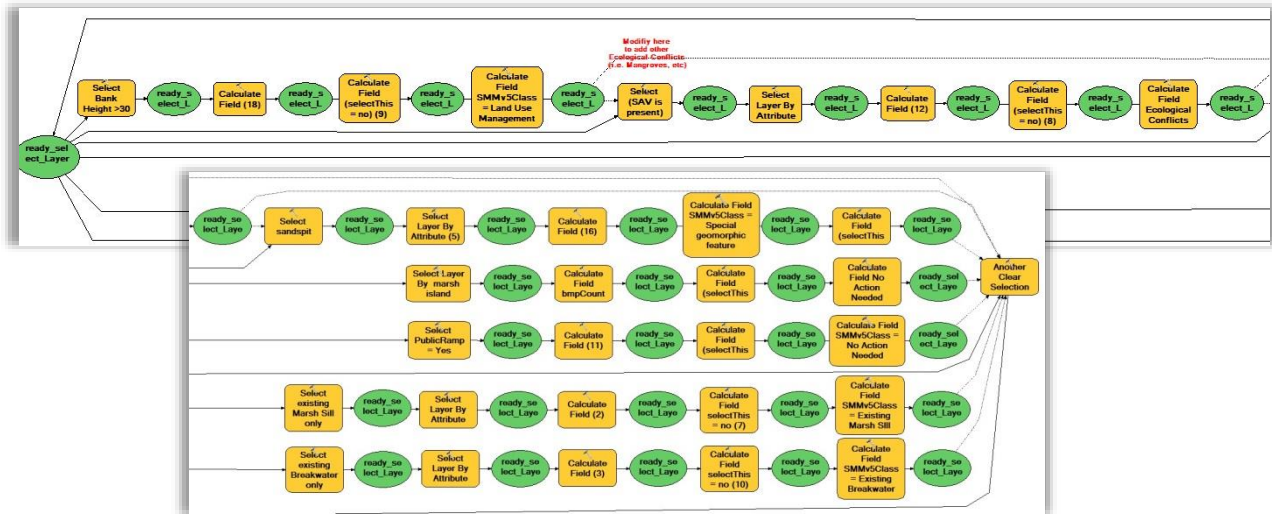 Modifiy here
to add other
Ecological Conflicts
(i.e. Mangroves, etc)
Select
Bank
Height >30
ready_s
elect_L
Calculate
Field (18)
ready_s
elect_L
Calculate
Field
(selectThis
= no) (9)
ready_s
elect_L
Calculate
Field
SMMv5Class
= Land Use
Management
ready_s
elect_L
Select
(SAV is
present)
ready_s
elect_L
Select
Layer By
Attribute
ready_s
elect_L
Calculate
Field (12)
ready_s
elect_L
Calculate
Field
(selectThis
= no) (8)
ready_s
elect_L
Calculate
Field
Ecological
Conflicts
ready_s
elect_L
ready_sel
ect_Layer
ready_se
lect_Laye
Select
sandspit
ready_se
lect_Laye
Select
Layer By
Attribute (5)
ready_se
lect_Laye
Calculate
Field (16)
ready_se
lect_Laye
Calculate Field
SMMv5Class =
Special
geomorphic
feature
ready_se
lect_Laye
Calculate
Field
(selectThis
ready_se
lect_Laye
Another
Clear
Selection
Select Layer
By marsh
island
ready_se
lect_Laye
Calculate
Field
bmpCount
ready_se
lect_Laye
Calculate
Field
(selectThis
ready_se
lect_Laye
Calculate
Field No
Action
Needed
ready_sel
ect_Laye
Select
PublicRamp
= Yes
ready_se
lect_Laye
Calculate
Field (11)
ready_se
lect_Laye
Calculate
Field
(selectThis
ready_se
lect_Laye
Calculate Field
SMMv5Class =
No Action
Needed
ready_sel
ect_Laye
Select
existing
Marsh Sill
only
ready_se
lect_Laye
Select
Layer By
Attribute
ready_se
lect_Laye
Calculate
Field (2)
ready_se
lect_Laye
Calculate
Field
selectThis
= no (7)
ready_se
lect_Laye
Calculate
Field
SMMv5Class
= Existing
Marsh Sill
ready_se
lect_Laye
Select
existing
Breakwater
only
ready_se
lect_Laye
Select
Layer By
Attribute
ready_se
lect_Laye
Calculate
Field (3)
ready_se
lect_Laye
Calculate
Field
selectThis
= no (10)
ready_se
lect_Laye
Calculate
Field
SMMv5Class
= Existing
Breakwater
ready_se
lect_Laye